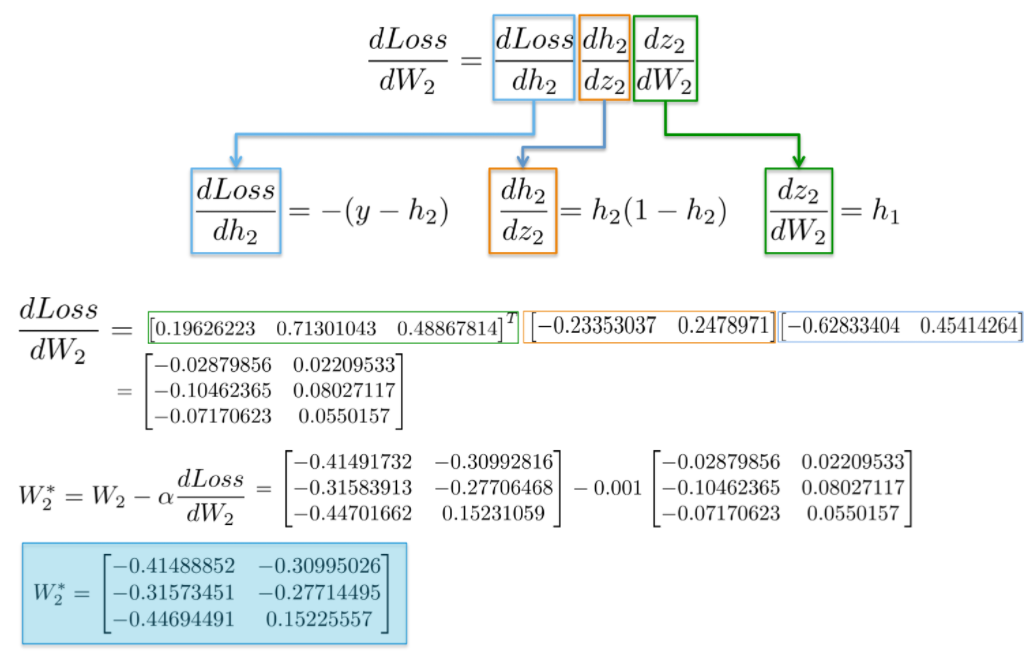 dLoss/dW₂ = dLoss/dh₂ dh₂/dz₂ dz₂/dW₂
dLoss/dh₂ = −(y − h₂)
dh₂/dz₂ = h₂(1 − h₂)
dz₂/dW₂ = h₁
dLoss/dW₂ = [0.19626223 0.71301043 0.48867814]ᵀ [−0.23353037 0.2478971] [−0.62833404 0.45414264]
= [−0.02879856 0.02209533
−0.10462365 0.08027117
−0.07170623 0.0550157]
W₂* = W₂ − α dLoss/dW₂ = [−0.41491732 −0.30992816
−0.31583913 −0.27706468
−0.44701662 0.15231059] − 0.001 [−0.02879856 0.02209533
−0.10462365 0.08027117
−0.07170623 0.0550157]
W₂* = [−0.41488852 −0.30995026
−0.31573451 −0.27714495
−0.44694491 0.15225557]